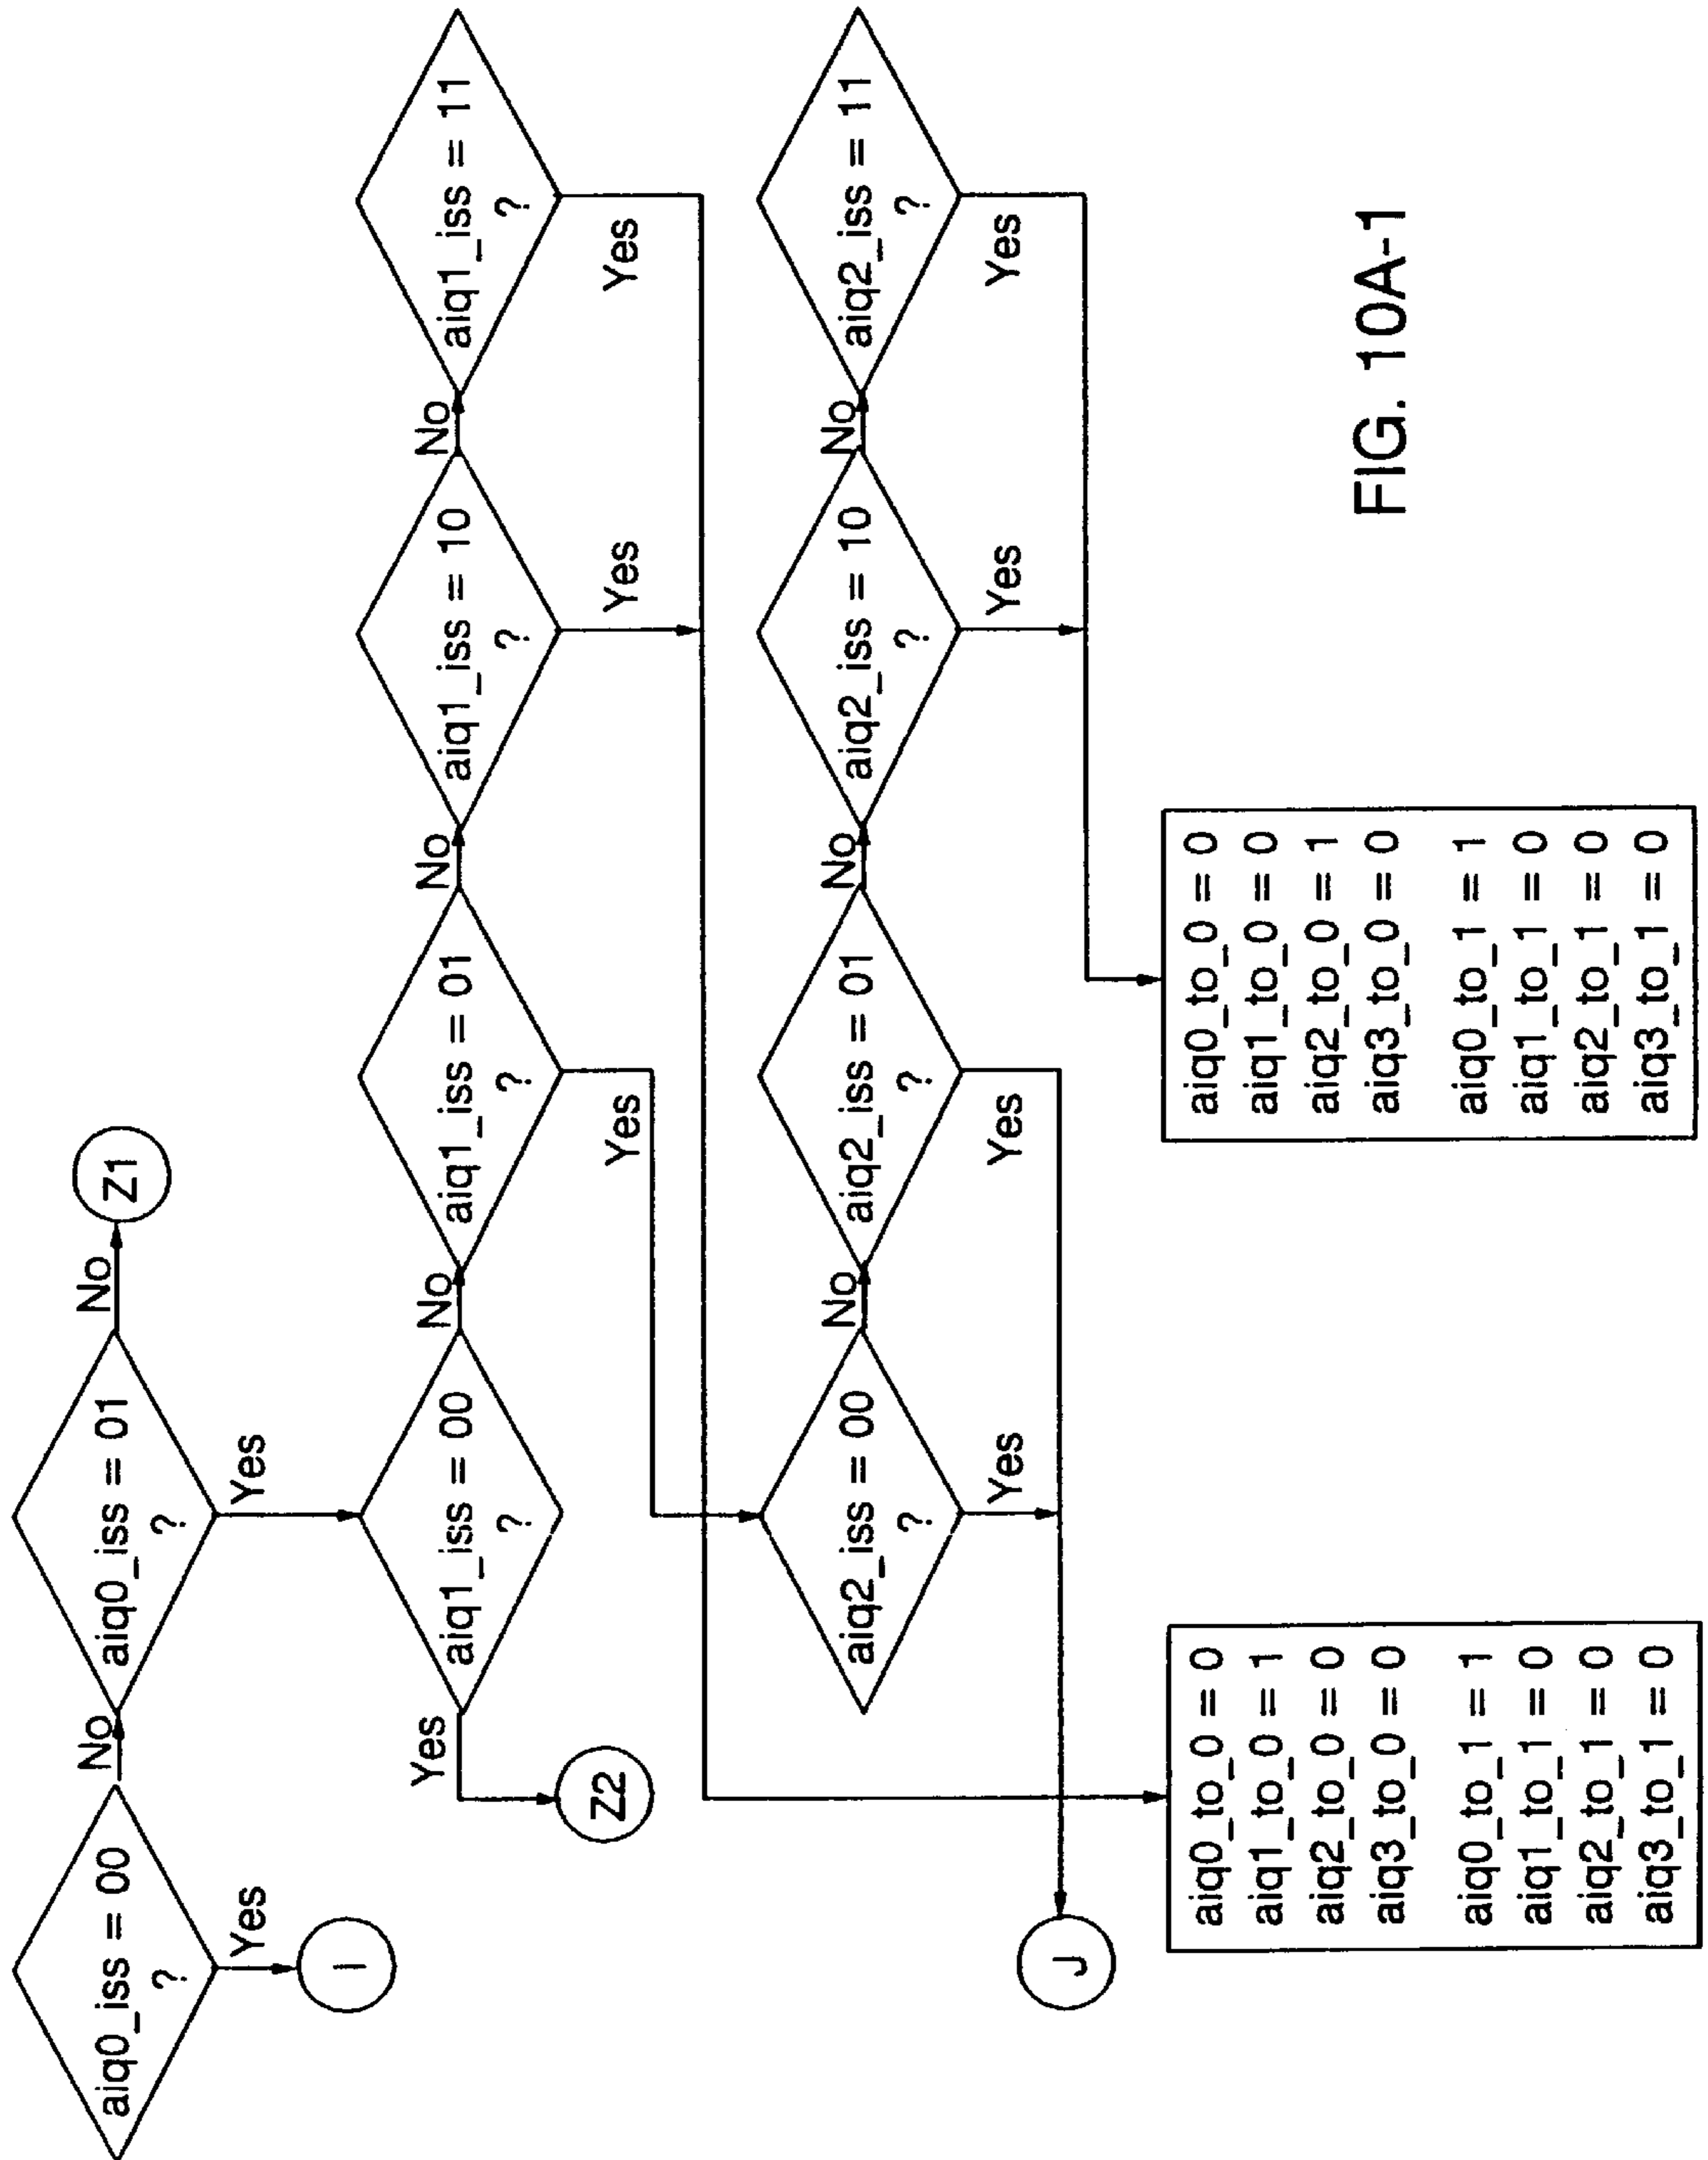 aiq0_iss = 00
?
No
aiq0_iss = 01
?
No
Z1
Yes
I
Yes
aiq1_iss = 00
?
No
aiq1_iss = 01
?
No
aiq1_iss = 10
?
No
aiq1_iss = 11
?
Yes
Z2
Yes
Yes
Yes
aiq2_iss = 00
?
No
aiq2_iss = 01
?
No
aiq2_iss = 10
?
No
aiq2_iss = 11
?
Yes
Yes
Yes
Yes
J
aiq0_to_0 = 0
aiq1_to_0 = 1
aiq2_to_0 = 0
aiq3_to_0 = 0
aiq0_to_1 = 1
aiq1_to_1 = 0
aiq2_to_1 = 0
aiq3_to_1 = 0
aiq0_to_0 = 0
aiq1_to_0 = 0
aiq2_to_0 = 1
aiq3_to_0 = 0
aiq0_to_1 = 1
aiq1_to_1 = 0
aiq2_to_1 = 0
aiq3_to_1 = 0
FIG. 10A-1